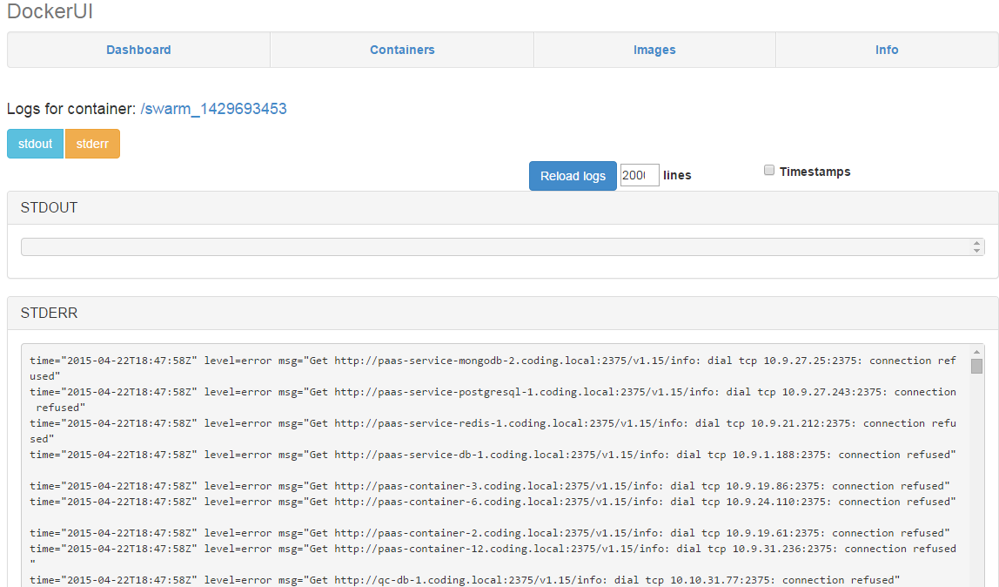 DockerUI
Dashboard
Containers
Images
Info
Logs for container: /swarm_1429693453
stdout
stderr
Reload logs
200
lines
Timestamps
STDOUT
STDERR
time="2015-04-22T18:47:58Z" level=error msg="Get http://paas-service-mongodb-2.coding.local:2375/v1.15/info: dial tcp 10.9.27.25:2375: connection ref
used"
time="2015-04-22T18:47:58Z" level=error msg="Get http://paas-service-postgresql-1.coding.local:2375/v1.15/info: dial tcp 10.9.27.243:2375: connection
refused"
time="2015-04-22T18:47:58Z" level=error msg="Get http://paas-service-redis-1.coding.local:2375/v1.15/info: dial tcp 10.9.21.212:2375: connection refu
sed"
time="2015-04-22T18:47:58Z" level=error msg="Get http://paas-service-db-1.coding.local:2375/v1.15/info: dial tcp 10.9.1.188:2375: connection refused"
time="2015-04-22T18:47:58Z" level=error msg="Get http://paas-container-3.coding.local:2375/v1.15/info: dial tcp 10.9.19.86:2375: connection refused"
time="2015-04-22T18:47:58Z" level=error msg="Get http://paas-container-6.coding.local:2375/v1.15/info: dial tcp 10.9.24.110:2375: connection refused"
time="2015-04-22T18:47:58Z" level=error msg="Get http://paas-container-2.coding.local:2375/v1.15/info: dial tcp 10.9.19.61:2375: connection refused"
time="2015-04-22T18:47:58Z" level=error msg="Get http://paas-container-12.coding.local:2375/v1.15/info: dial tcp 10.9.31.236:2375: connection refused
"
time="2015-04-22T18:47:58Z" level=error msg="Get http://qc-db-1.coding.local:2375/v1.15/info: dial tcp 10.10.31.77:2375: connection refused"